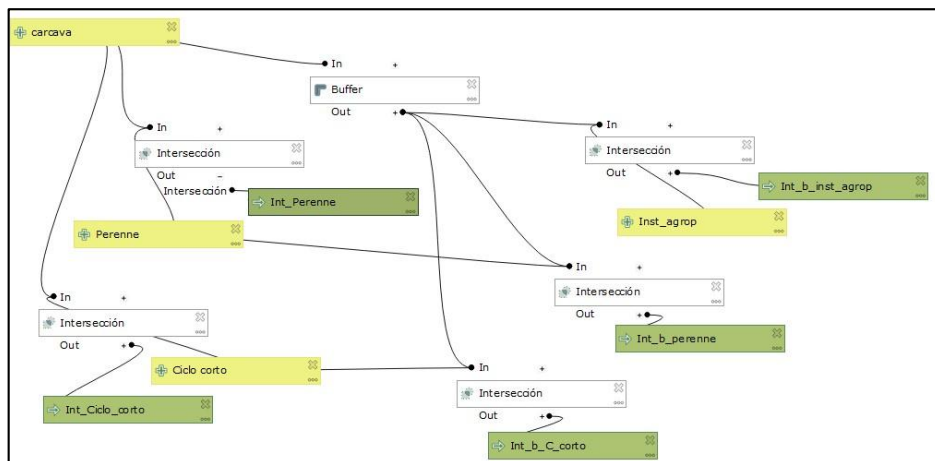 carcava
In
Buffer
Out
In
Intersección
Out
Intersección
Int_Perenne
In
Intersección
Out
Int_b_inst_agrop
Inst_agrop
Perenne
In
Intersección
Out
Int_b_perenne
In
Intersección
Out
Ciclo corto
Int_Ciclo_corto
In
Intersección
Out
Int_b_C_corto